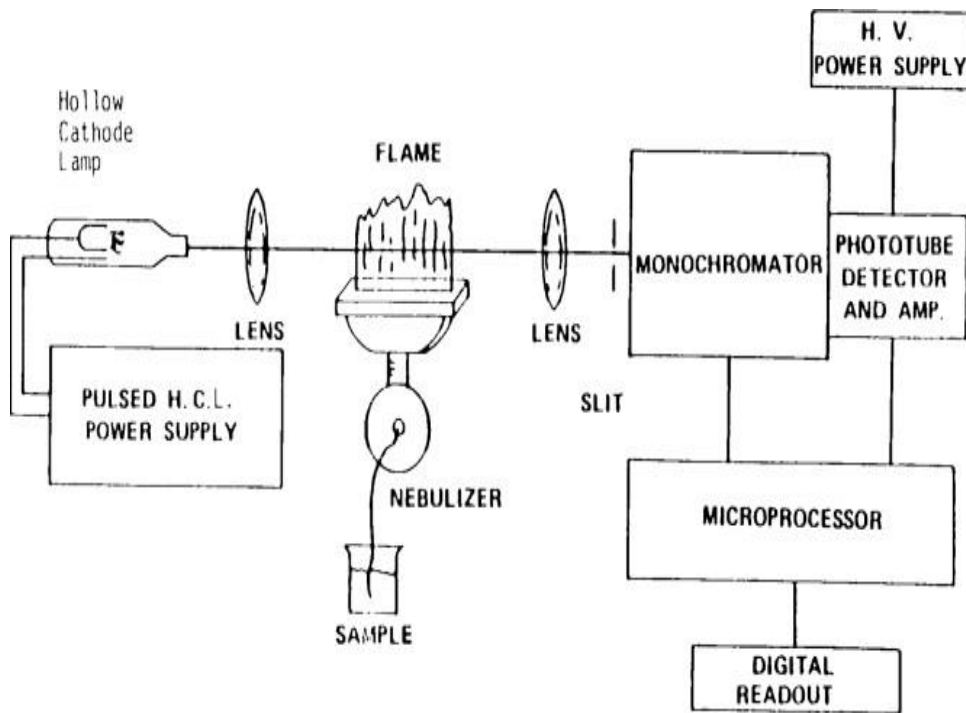 H. V.
POWER SUPPLY
Hollow
Cathode
Lamp
FLAME
MONOCHROMATOR
PHOTOTUBE
DETECTOR
AND AMP.
LENS
LENS
PULSED H.C.L.
POWER SUPPLY
SLIT
NEBULIZER
MICROPROCESSOR
SAMPLE
DIGITAL
READOUT